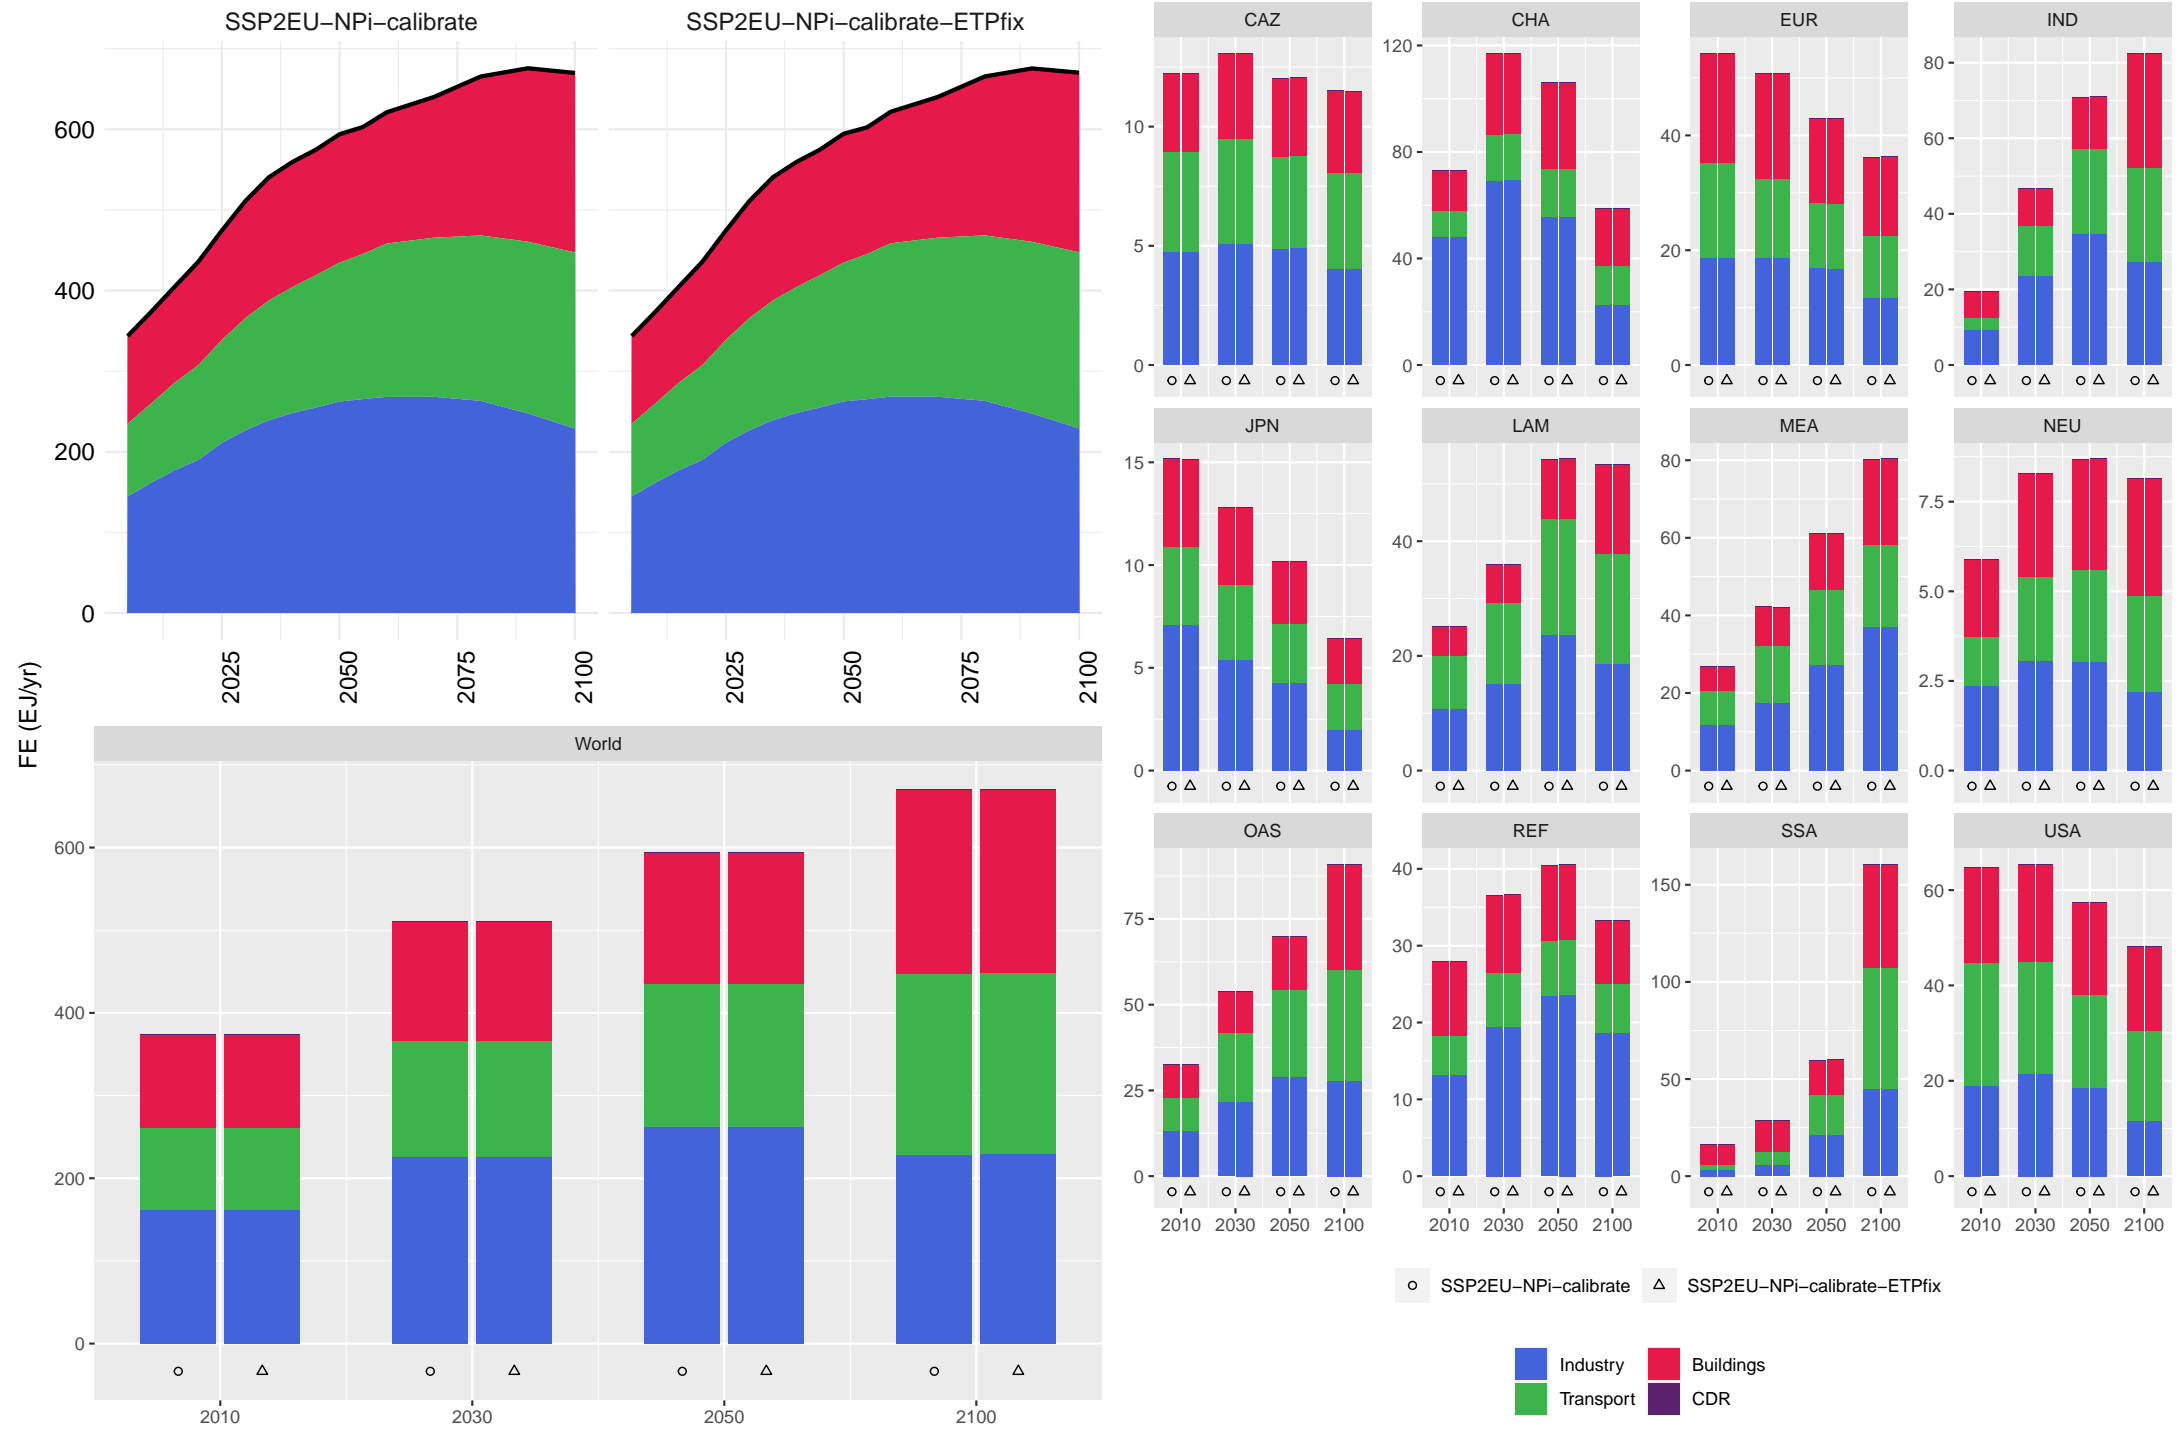 SSP2EU−NPi−calibrate
SSP2EU−NPi−calibrate−ETPfix
600
400
200
0
2025
2050
2075
2100
2025
2050
2075
2100
FE (EJ/yr)
World
600
400
200
0
2010
2030
2050
2100
CAZ
10
5
0
CHA
120
80
40
0
EUR
40
20
0
IND
80
60
40
20
0
JPN
15
10
5
0
LAM
40
20
0
MEA
80
60
40
20
0
NEU
7.5
5.0
2.5
0.0
OAS
75
50
25
0
2010 2030 2050 2100
REF
40
30
20
10
0
2010 2030 2050 2100
SSA
150
100
50
0
2010 2030 2050 2100
USA
60
40
20
0
2010 2030 2050 2100
SSP2EU−NPi−calibrate
SSP2EU−NPi−calibrate−ETPfix
Industry
Buildings
Transport
CDR